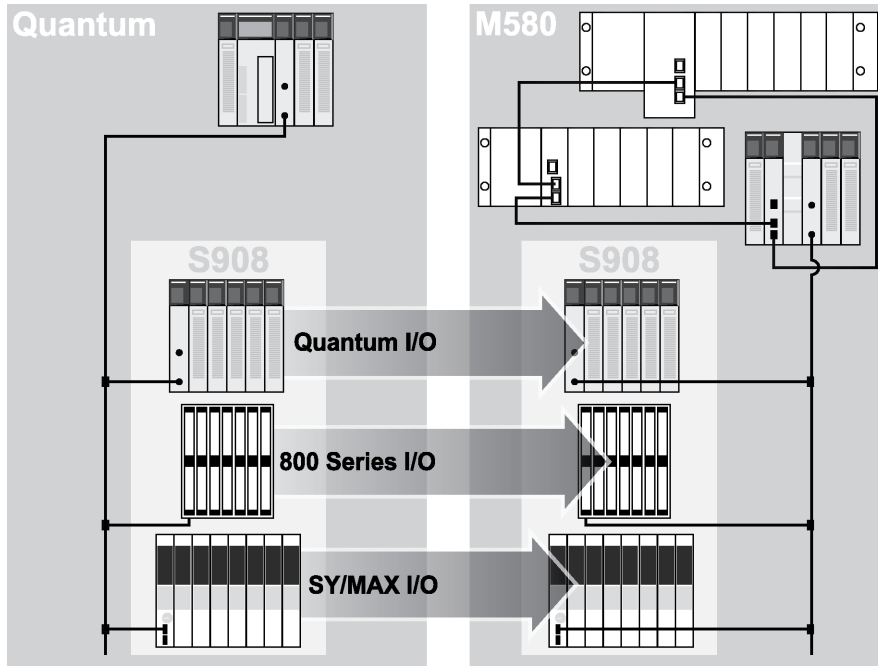 Quantum
M580
S908
S908
Quantum I/O
800 Series I/O
SY/MAX I/O